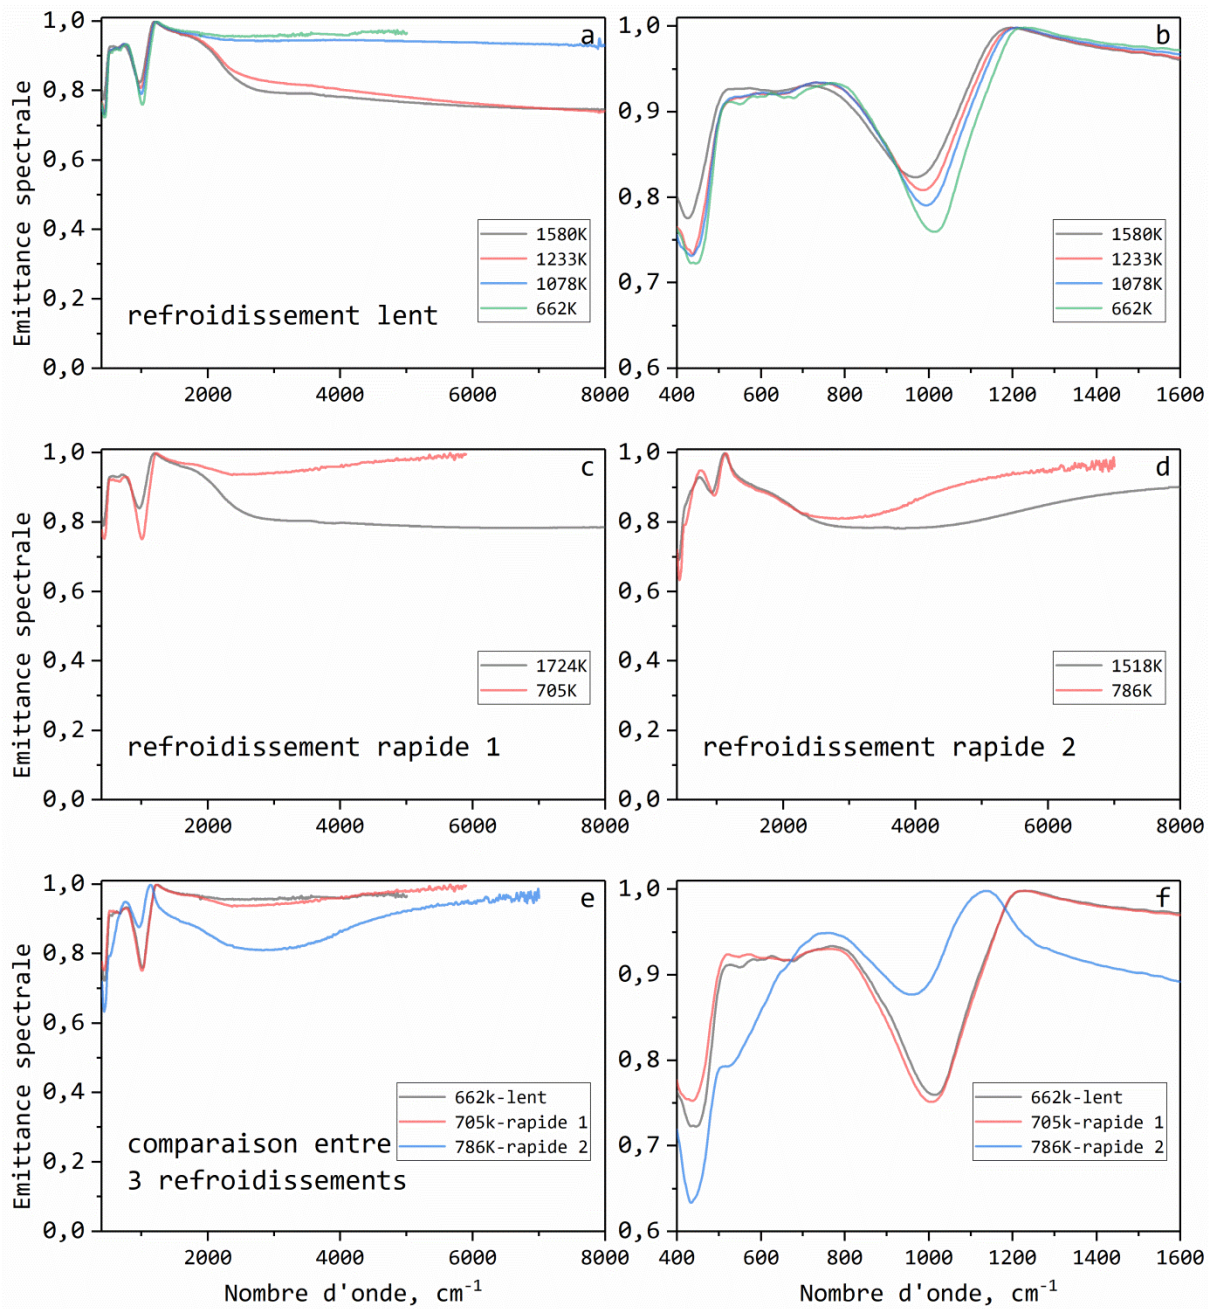 Emittance spectrale
1,0
0,8
0,6
0,4
0,2
0,0
a
1580K
1233K
1078K
662K
refroidissement lent
2000
4000
6000
8000
1,0
0,9
0,8
0,7
0,6
b
1580K
1233K
1078K
662K
400
600
800
1000
1200
1400
1600
Emittance spectrale
1,0
0,8
0,6
0,4
0,2
0,0
c
1724K
705K
refroidissement rapide 1
2000
4000
6000
8000
1,0
0,8
0,6
0,4
0,2
0,0
d
1518K
786K
refroidissement rapide 2
2000
4000
6000
8000
Emittance spectrale
1,0
0,8
0,6
0,4
0,2
0,0
e
662k-lent
705k-rapide 1
786K-rapide 2
comparaison entre
3 refroidissements
2000
4000
6000
8000
Nombre d'onde, cm⁻¹
1,0
0,9
0,8
0,7
0,6
f
662k-lent
705k-rapide 1
786K-rapide 2
400
600
800
1000
1200
1400
1600
Nombre d'onde, cm⁻¹